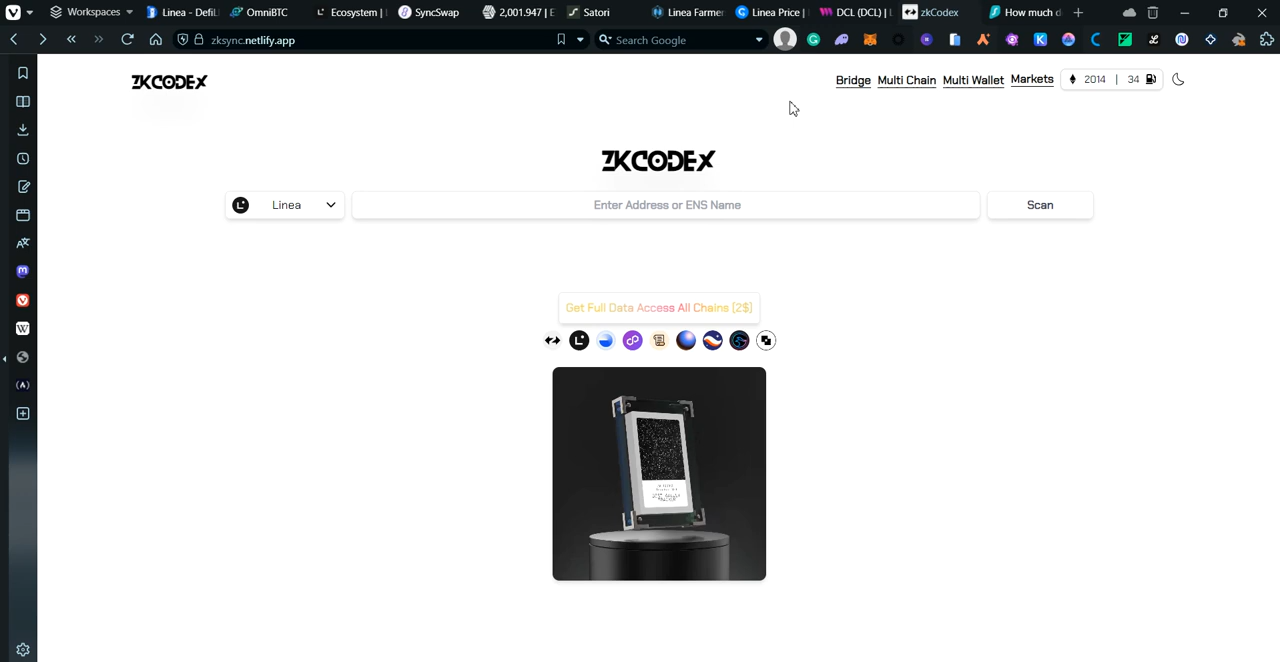 Workspaces
Linea - DefiL
OmniBTC
Ecosystem |
SyncSwap
2,001.947 | E
Satori
Linea Farmer
Linea Price |
DCL (DCL) |
zkCodex
How much d
zksync.netlify.app
Search Google
ZKCODEX
Bridge Multi Chain Multi Wallet Markets 2014 | 34
ZKCODEX
Linea
Enter Address or ENS Name
Scan
Get Full Data Access All Chains (2$)